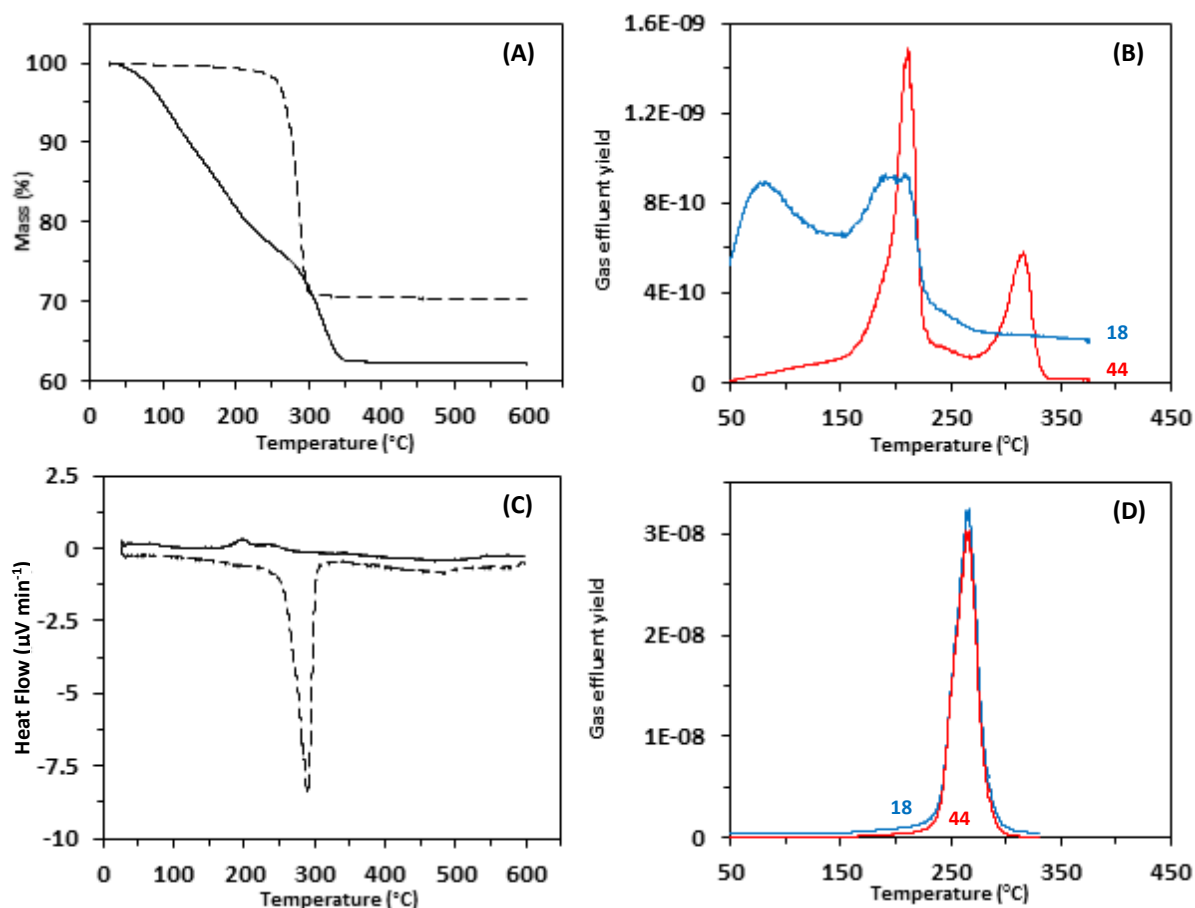 (A)
100
90
80
70
60
Mass (%)
0 100 200 300 400 500 600
Temperature (°C)
(B)
1.6E-09
1.2E-09
8E-10
4E-10
0
Gas effluent yield
18
44
50 150 250 350 450
Temperature (°C)
(C)
2.5
0
-2.5
-5
-7.5
-10
Heat Flow (µV min⁻¹)
0 100 200 300 400 500 600
Temperature (°C)
(D)
3E-08
2E-08
1E-08
0
Gas effluent yield
18
44
50 150 250 350 450
Temperature (°C)